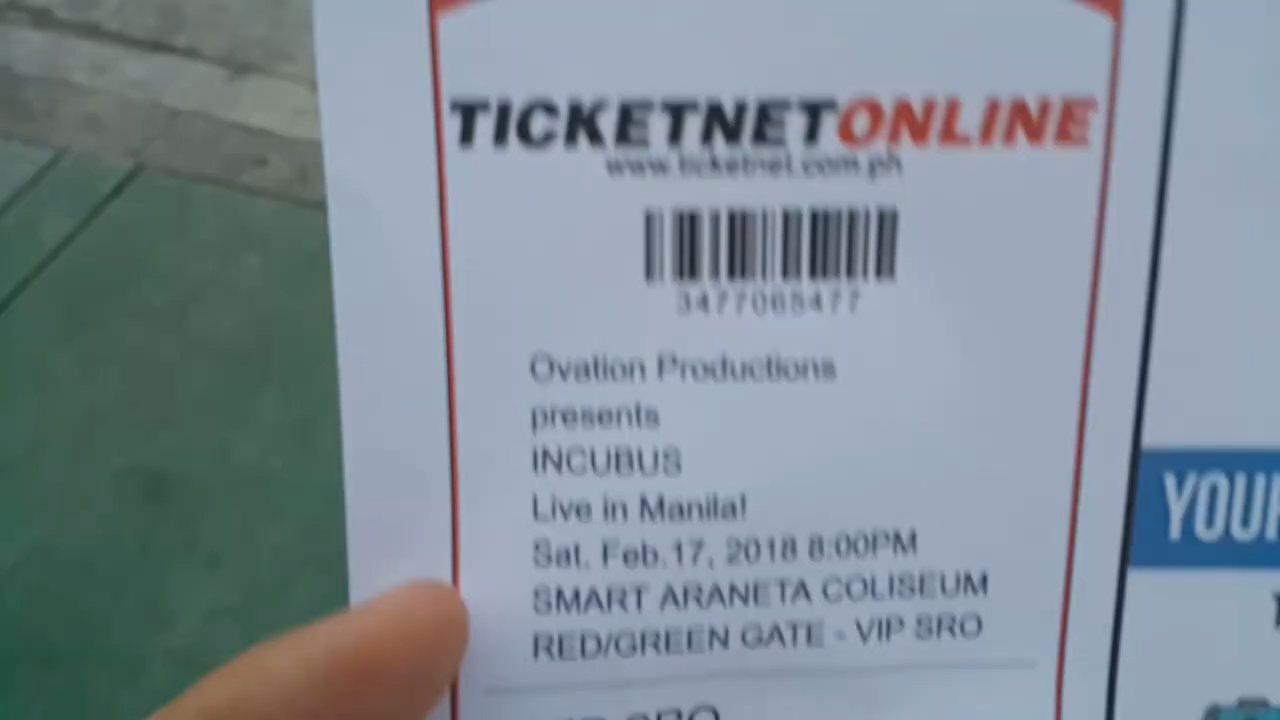 TICKETNETONLINE
www.ticketnet.com.ph
3477065477
Ovation Productions
presents
INCUBUS
Live in Manila!
Sat, Feb.17, 2018 8:00PM
SMART ARANETA COLISEUM
RED/GREEN GATE - VIP SRO
SRO
YOUR